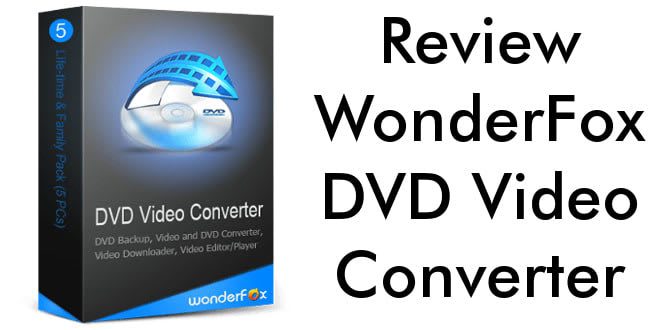 5
Life-time & Family Pack (5 PCs)
DVD
DVD Video Converter
DVD Backup, Video and DVD Converter,
Video Downloader, Video Editor/Player
wonderfox
Review
WonderFox
DVD Video
Converter